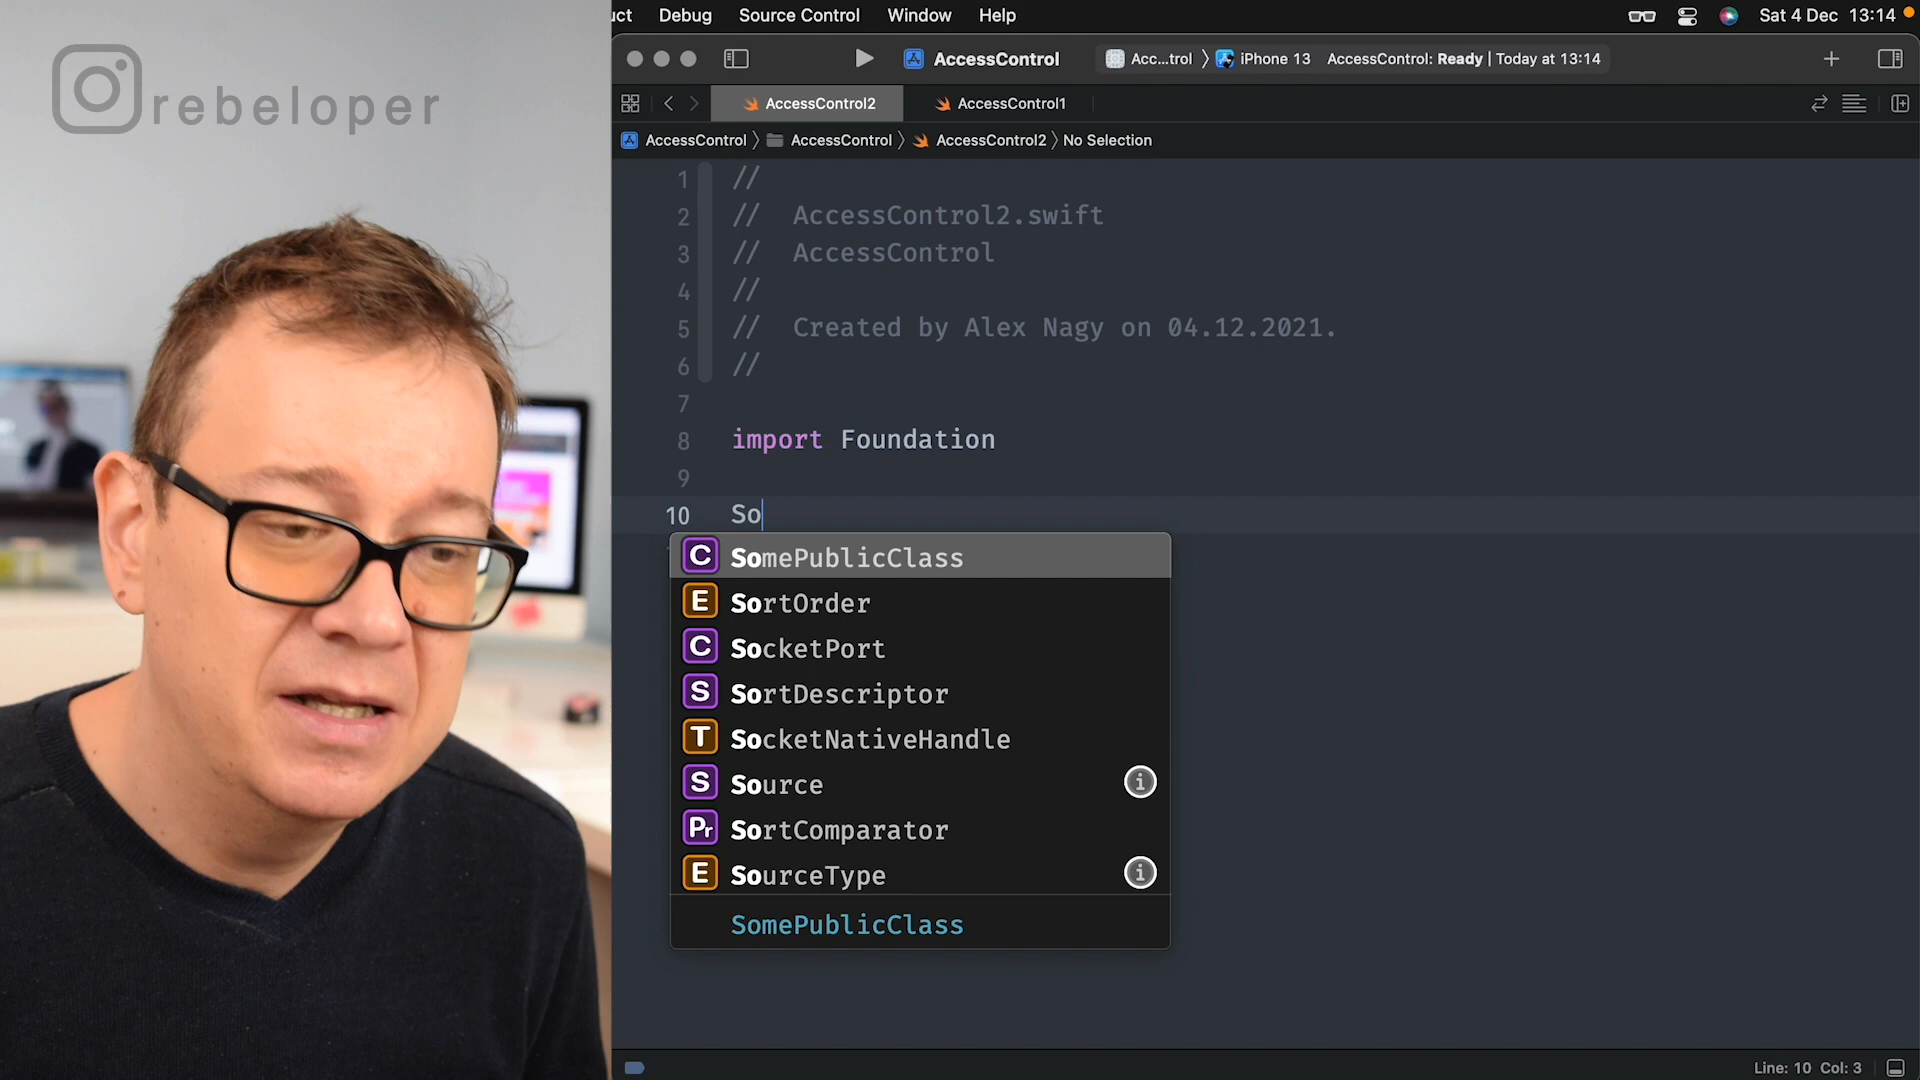 uct Debug Source Control Window Help Sat 4 Dec 13:14
rebeloper
AccessControl Acc...trol 〉 iPhone 13 AccessControl: Ready | Today at 13:14
AccessControl2 AccessControl1
AccessControl 〉 AccessControl 〉 AccessControl2 〉 No Selection
1 //
2 // AccessControl2.swift
3 // AccessControl
4 //
5 // Created by Alex Nagy on 04.12.2021.
6 //
7
8 import Foundation
9
10 So
C SomePublicClass
E SortOrder
C SocketPort
S SortDescriptor
T SocketNativeHandle
S Source i
Pr SortComparator
E SourceType i
SomePublicClass
Line: 10 Col: 3